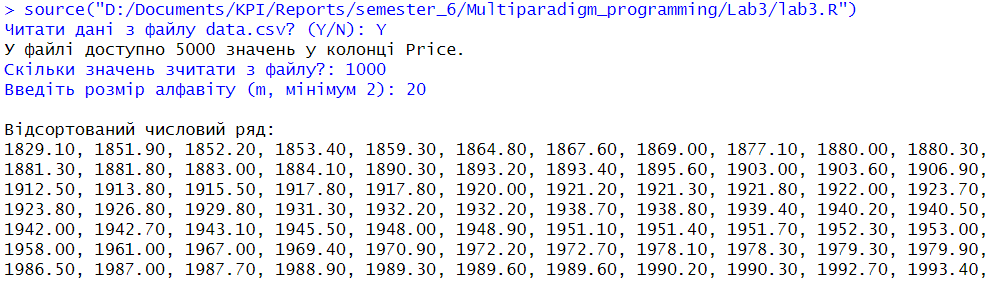 > source("D:/Documents/KPI/Reports/semester_6/Multiparadigm_programming/Lab3/lab3.R")
Читати дані з файлу data.csv? (Y/N): Y
У файлі доступно 5000 значень у колонці Price.
Скільки значень зчитати з файлу?: 1000
Введіть розмір алфавіту (m, мінімум 2): 20

Відсортований числовий ряд:
1829.10, 1851.90, 1852.20, 1853.40, 1859.30, 1864.80, 1867.60, 1869.00, 1877.10, 1880.00, 1880.30,
1881.30, 1881.80, 1883.00, 1884.10, 1890.30, 1893.20, 1893.40, 1895.60, 1903.00, 1903.60, 1906.90,
1912.50, 1913.80, 1915.50, 1917.80, 1917.80, 1920.00, 1921.20, 1921.30, 1921.80, 1922.00, 1923.70,
1923.80, 1926.80, 1929.80, 1931.30, 1932.20, 1932.20, 1938.70, 1938.80, 1939.40, 1940.20, 1940.50,
1942.00, 1942.70, 1943.10, 1945.50, 1948.00, 1948.90, 1951.10, 1951.40, 1951.70, 1952.30, 1953.00,
1958.00, 1961.00, 1967.00, 1969.40, 1970.90, 1972.20, 1972.70, 1978.10, 1978.30, 1979.30, 1979.90,
1986.50, 1987.00, 1987.70, 1988.90, 1989.30, 1989.60, 1989.60, 1990.20, 1990.30, 1992.70, 1993.40,